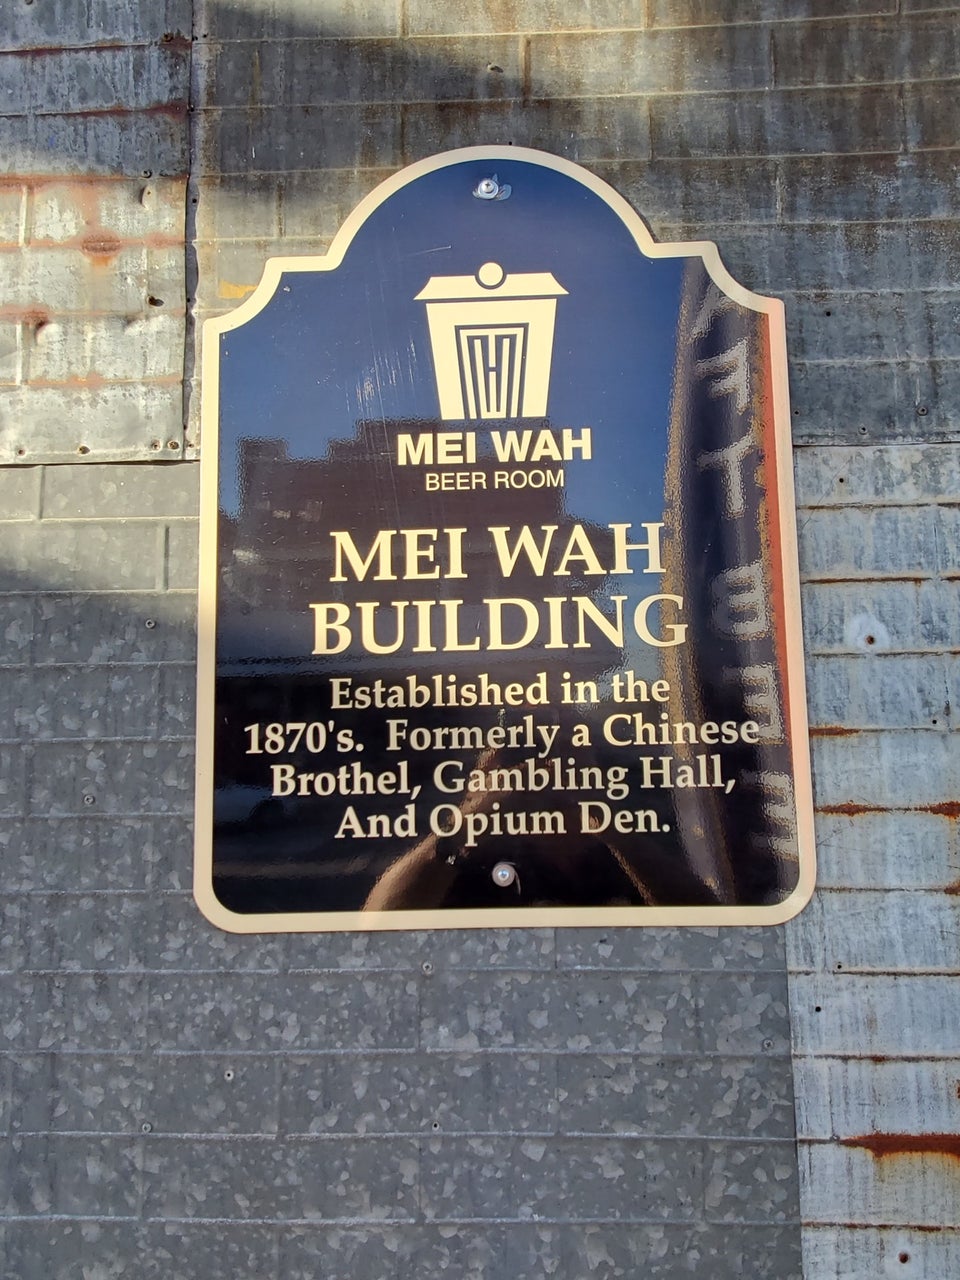 MEI WAH
BEER ROOM
MEI WAH
BUILDING
Established in the
1870's. Formerly a Chinese
Brothel, Gambling Hall,
And Opium Den.